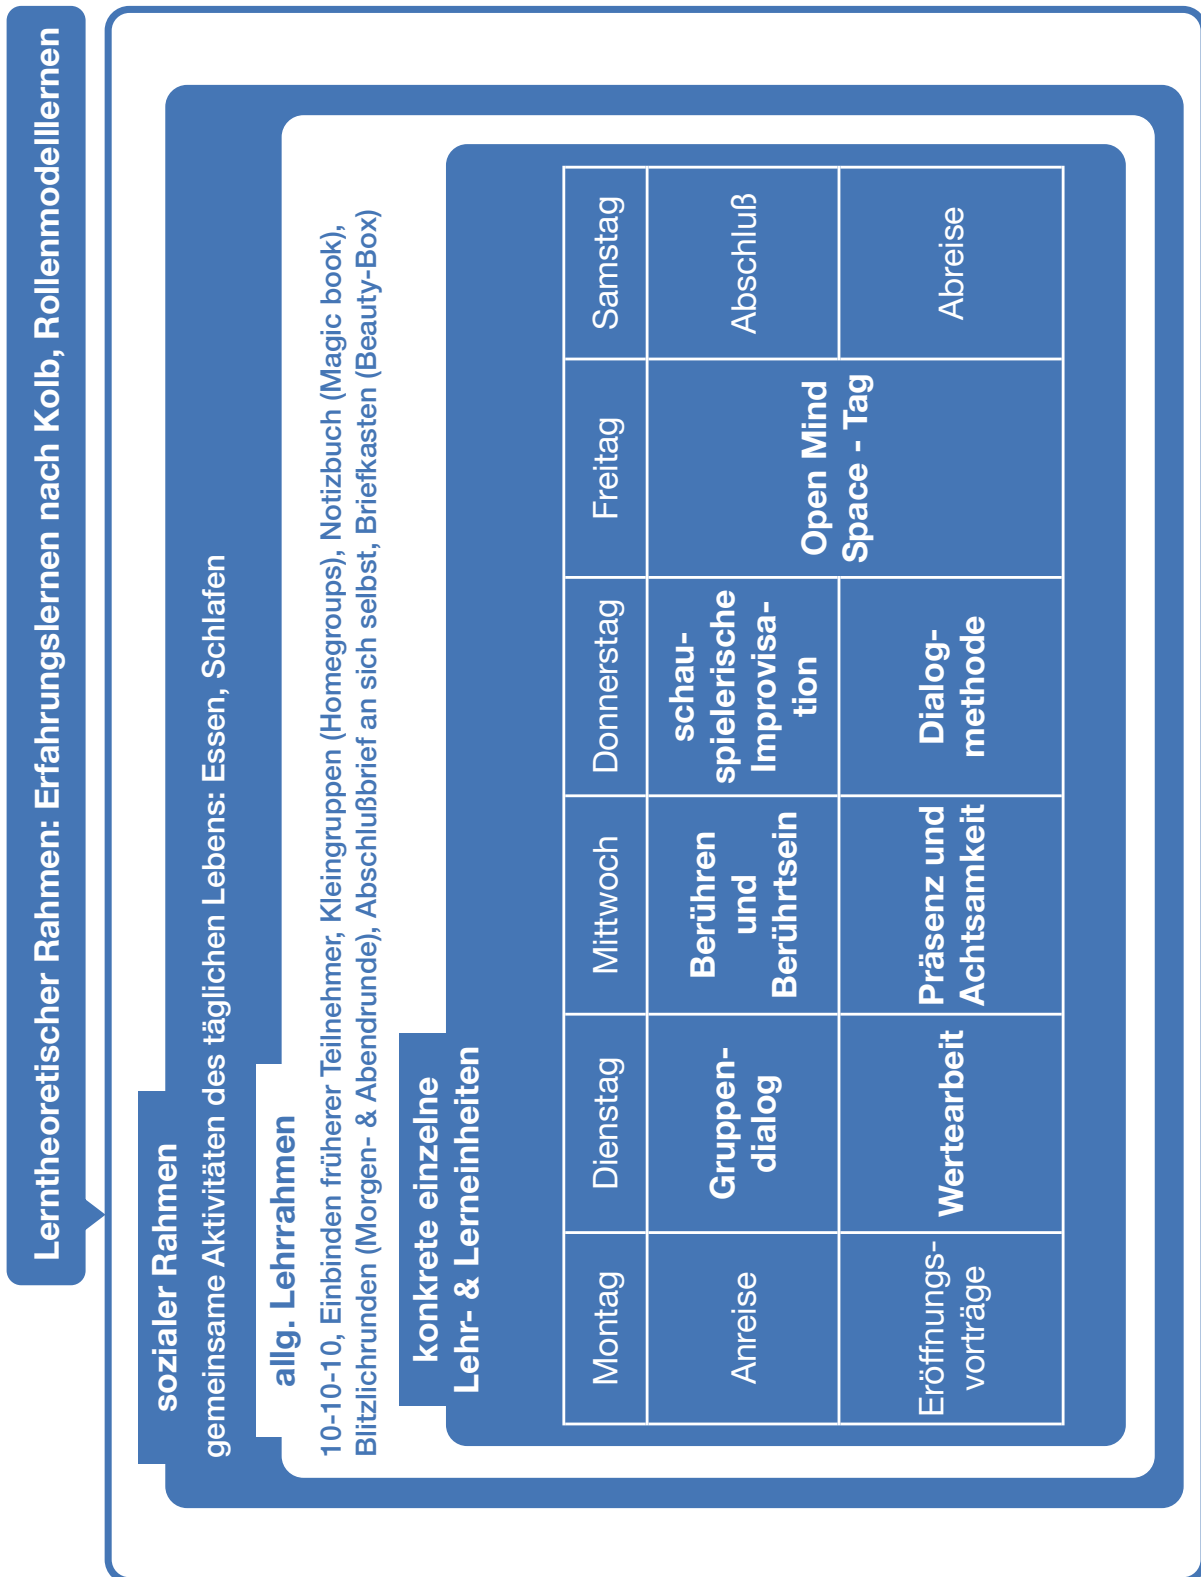 Lerntheoretischer Rahmen: Erfahrungslernen nach Kolb, Rollenmodelllernen
sozialer Rahmen
gemeinsame Aktivitäten des täglichen Lebens: Essen, Schlafen
allg. Lehrrahmen
10-10-10, Einbinden früherer Teilnehmer, Kleingruppen (Homegroups), Notizbuch (Magic book),
Blitzlichrunden (Morgen- & Abendrunde), Abschlußbrief an sich selbst, Briefkasten (Beauty-Box)
konkrete einzelne
Lehr- & Lerneinheiten
Montag Dienstag Mittwoch Donnerstag Freitag Samstag
Anreise
Gruppen-
dialog
Berühren
und
Berührtsein
schau-
spielerische
Improvisa-
tion
Open Mind
Space - Tag
Abschluß
Eröffnungs-
vorträge
Wertearbeit
Präsenz und
Achtsamkeit
Dialog-
methode
Abreise